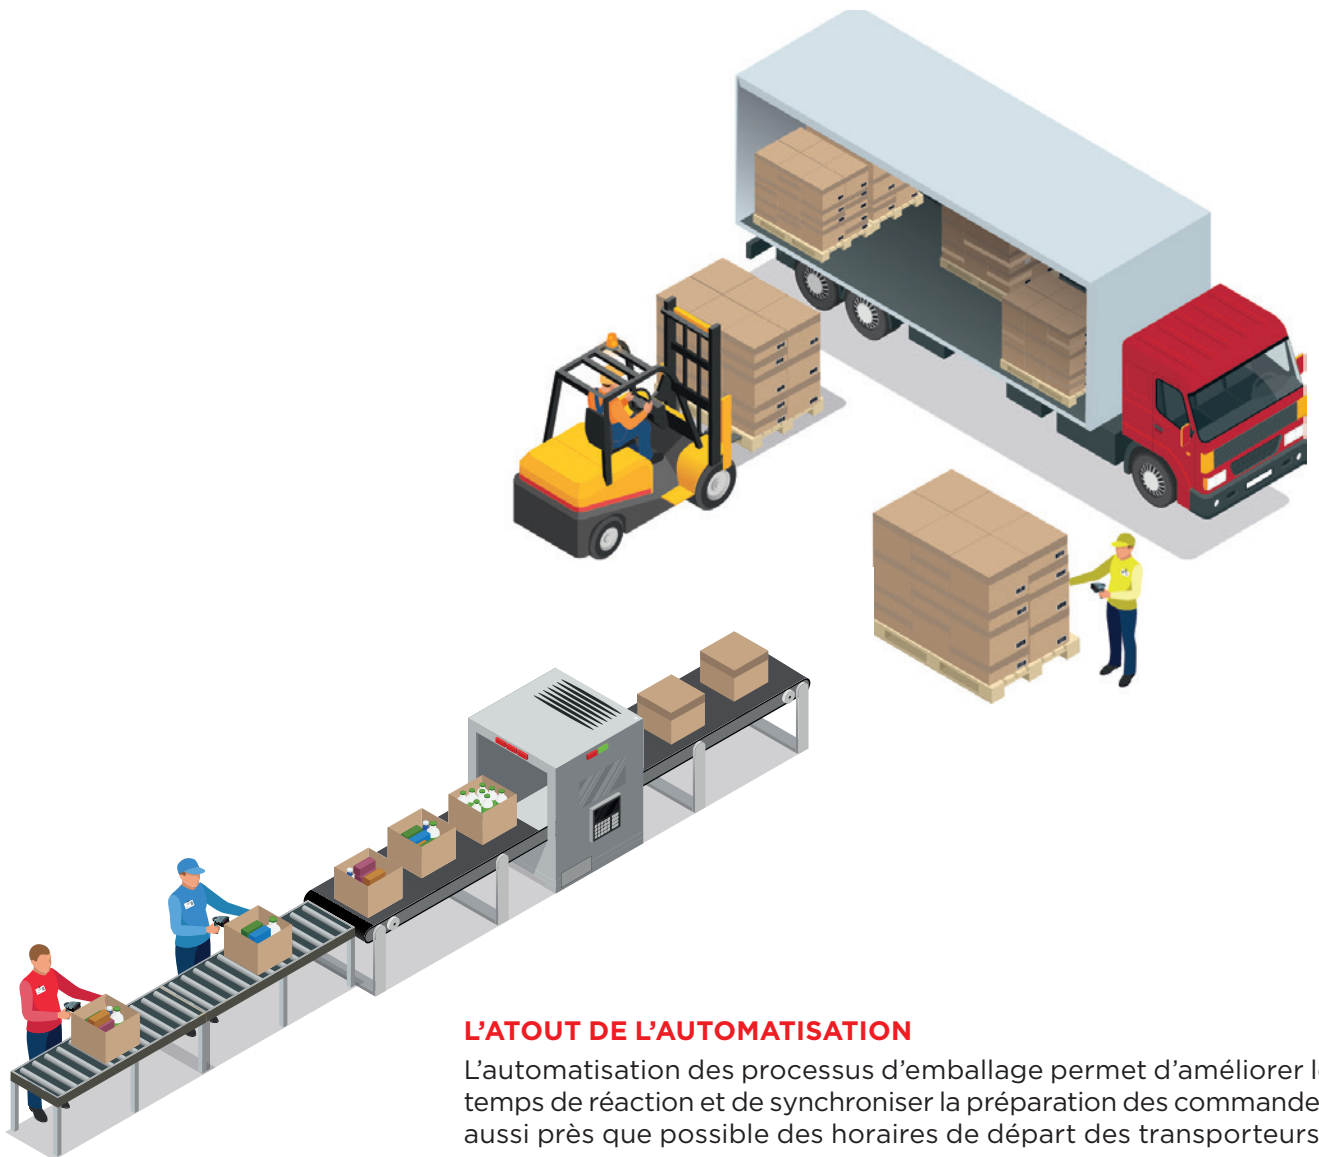 L’ATOUT DE L’AUTOMATISATION
L’automatisation des processus d’emballage permet d’améliorer
temps de réaction et de synchroniser la préparation des commande
aussi près que possible des horaires de départ des transporteurs